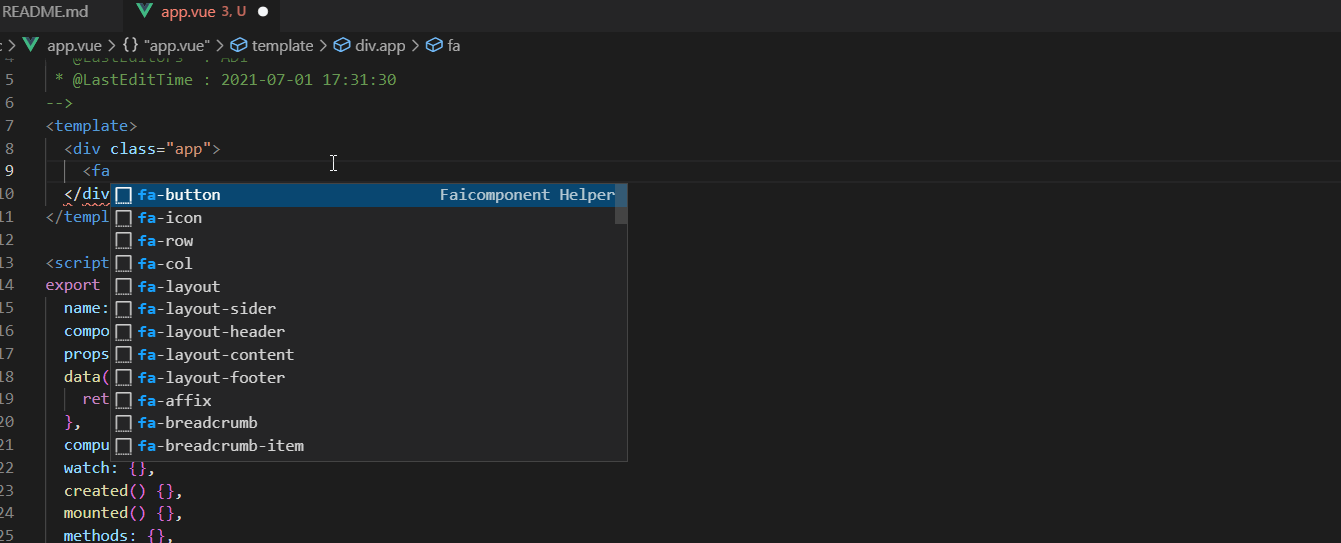 README.md
app.vue 3, U
: > app.vue > {} "app.vue" > template > div.app > fa
4 * @LastEditors : ADI
5 * @LastEditTime : 2021-07-01 17:31:30
6 -->
7 <template>
8 <div class="app">
9 <fa
10 </div
11 </templ
12
13 <script
14 export
15 name:
16 compo
17 props
18 data(
19 ret
20 },
21 compu
22 watch: {},
23 created() {},
24 mounted() {},
25 methods: {},
fa-button Faicomponent Helper
fa-icon
fa-row
fa-col
fa-layout
fa-layout-sider
fa-layout-header
fa-layout-content
fa-layout-footer
fa-affix
fa-breadcrumb
fa-breadcrumb-item